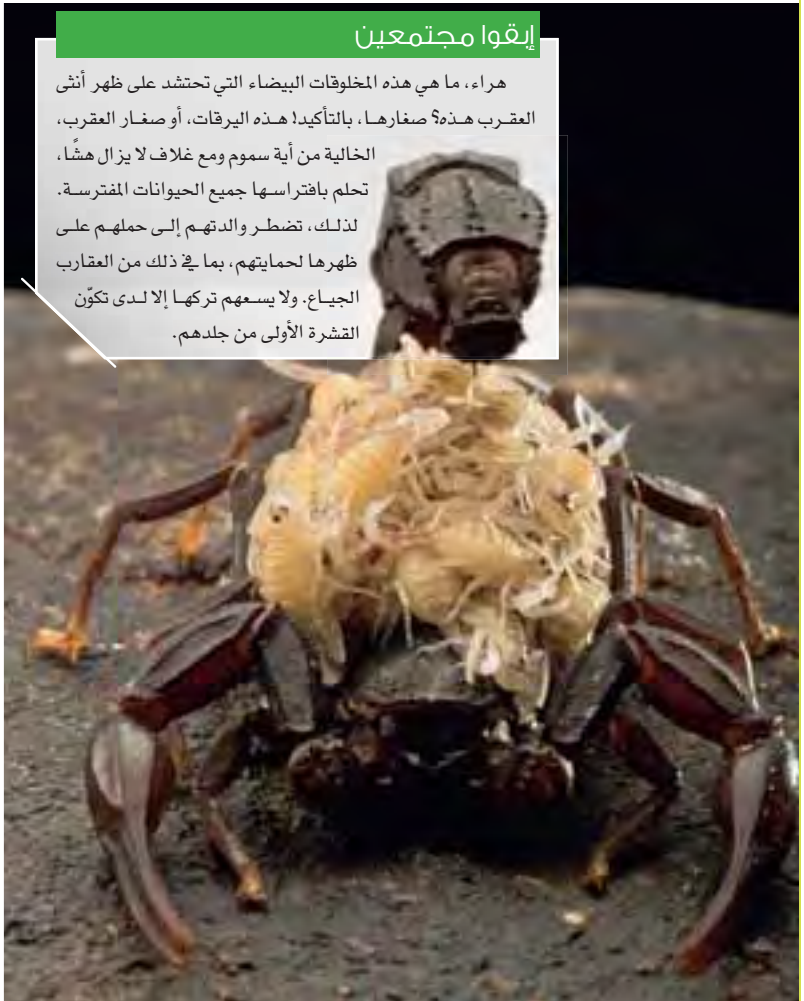 إبقوا مجتمعين
هراء، ما هي هذه المخلوقات البيضاء التي تحتشد على ظهر أنثى
العقرب هذه؟ صغارها، بالتأكيد! هذه اليرقات، أو صغار العقرب،
الخالية من أية سموم ومع غلاف لا يزال هشًا،
تحلم بافتراسها جميع الحيوانات المفترسة.
لذلك، تضطر والدتهم إلى حملهم على
ظهرها لحمايتهم، بما في ذلك من العقارب
الجياع. ولا يسعهم تركها إلا لدى تكوّن
القشرة الأولى من جلدهم.